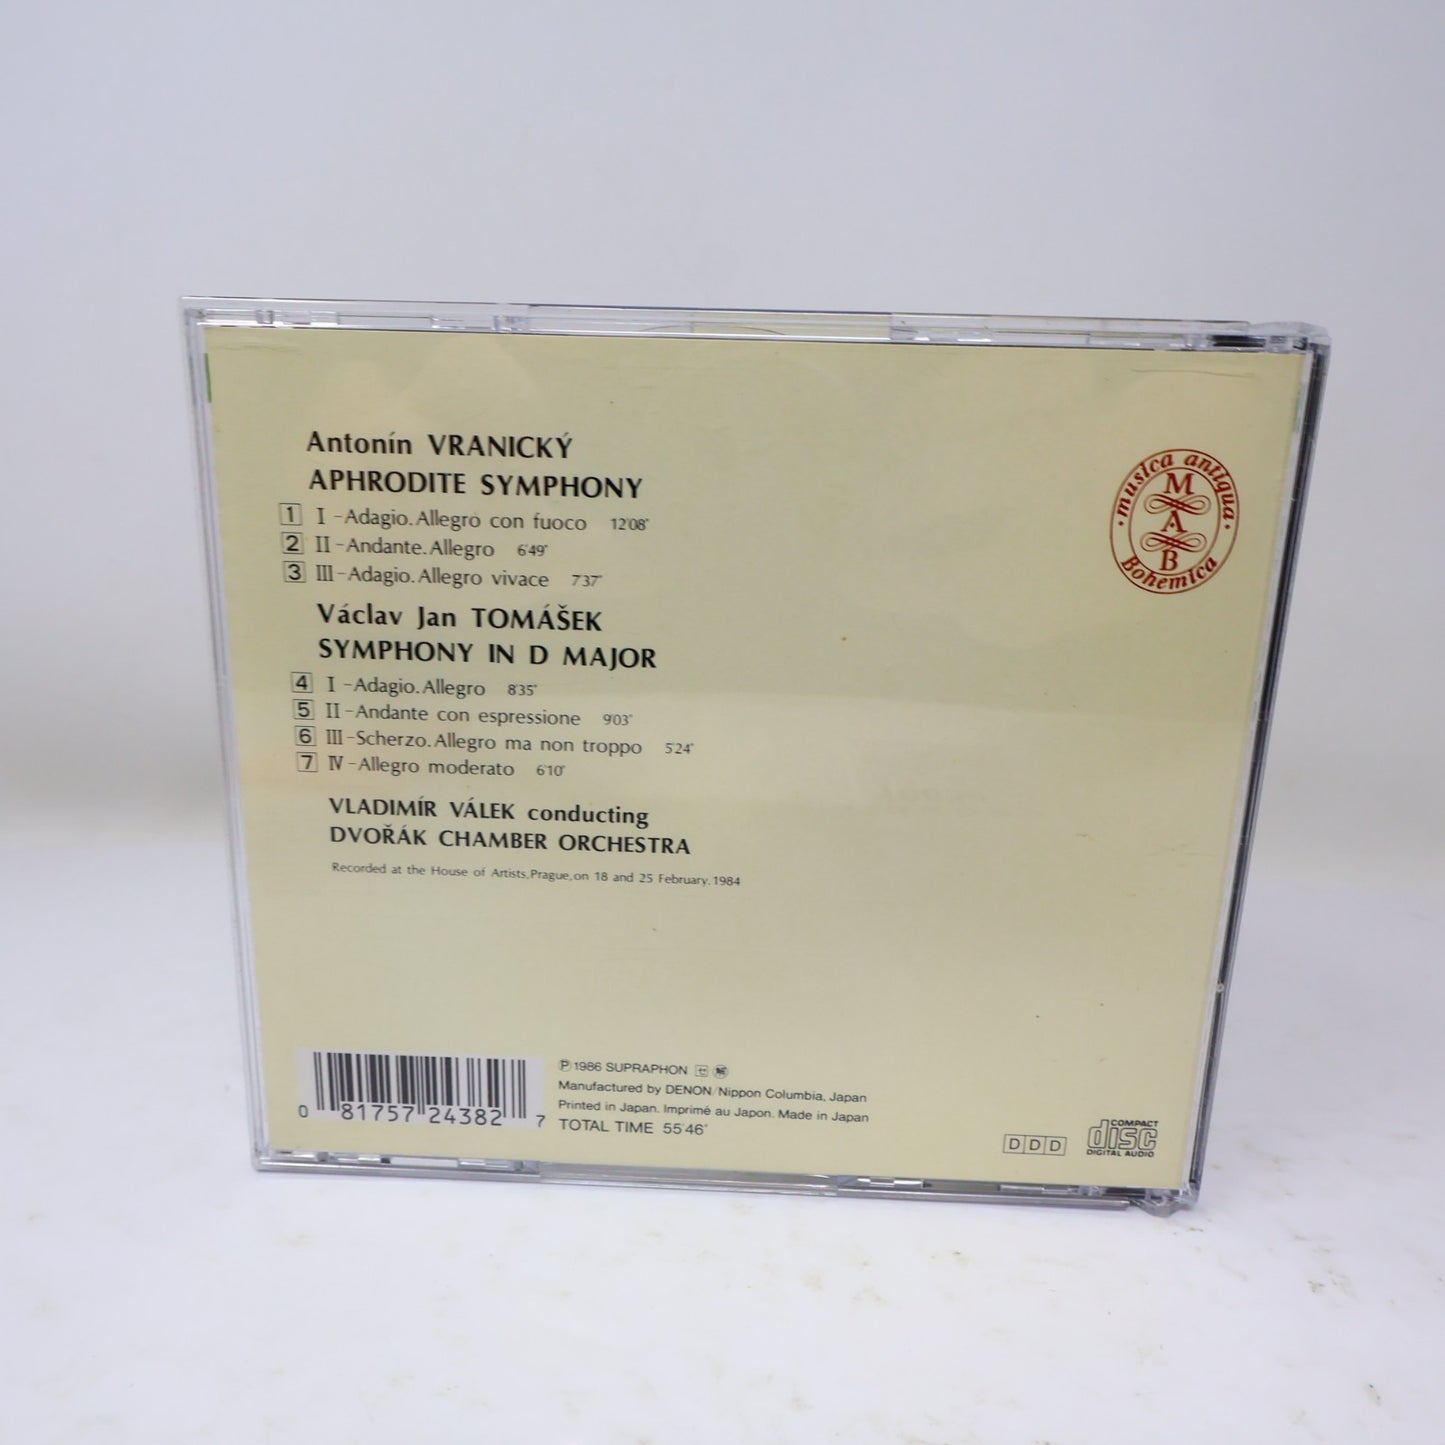 Antonín VRANICKÝ
APHRODITE SYMPHONY
1 I-Adagio.Allegro con fuoco 12'08"
2 II-Andante.Allegro 6'49"
3 III-Adagio.Allegro vivace 7'37"
Václav Jan TOMÁŠEK
SYMPHONY IN D MAJOR
4 I-Adagio.Allegro 8'35"
5 II-Andante con espressione 9'03"
6 III-Scherzo.Allegro ma non troppo 5'24"
7 IV-Allegro moderato 6'10"
VLADIMÍR VÁLEK conducting
DVOŘÁK CHAMBER ORCHESTRA
Recorded at the House of Artists,Prague,on 18 and 25 February.1984
musica antiqua
M
A
B
Bohemica
0 81757 24382 7
℗1986 SUPRAPHON
Manufactured by DENON/Nippon Columbia, Japan
Printed in Japan. Imprimé au Japon. Made in Japan
TOTAL TIME 55'46"
DDD
COMPACT
disc
DIGITAL AUDIO